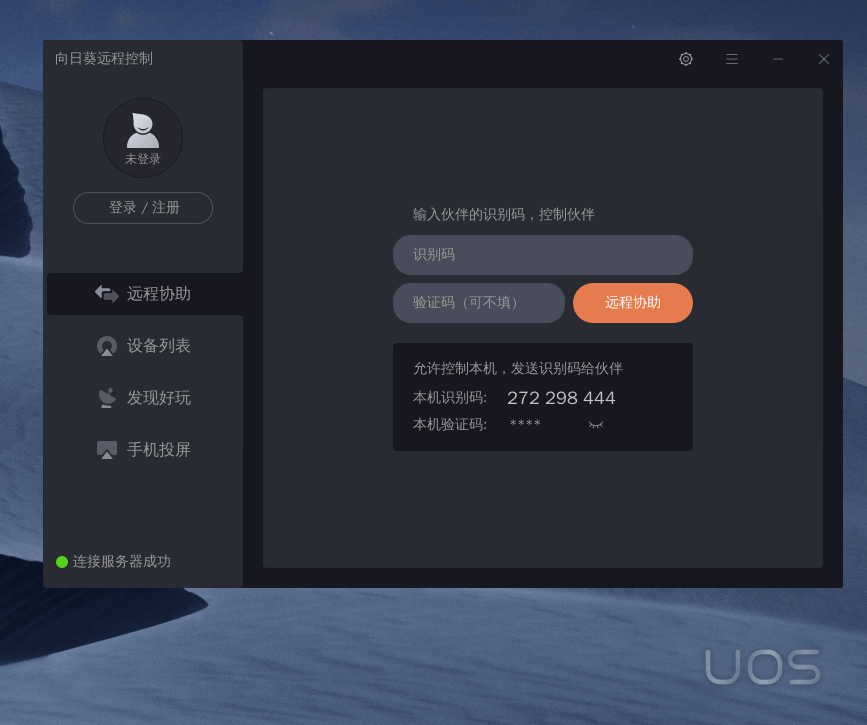 向日葵远程控制
未登录
登录 / 注册
远程协助
设备列表
发现好玩
手机投屏
连接服务器成功
输入伙伴的识别码，控制伙伴
识别码
验证码（可不填）
远程协助
允许控制本机，发送识别码给伙伴
本机识别码: 272 298 444
本机验证码: ****
UOS